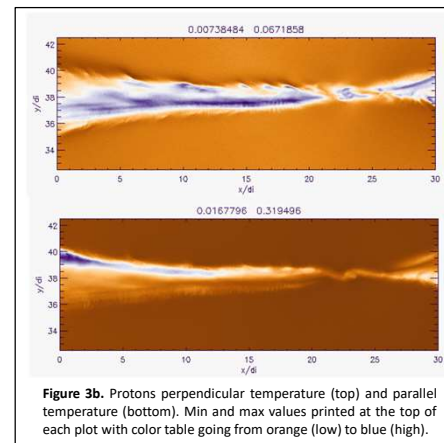 0.00738484 0.0671858
42
40
38
36
34
y/di
0 5 10 15 20 25 30
x/di
0.0167796 0.319496
42
40
38
36
34
y/di
0 5 10 15 20 25 30
x/di
Figure 3b. Protons perpendicular temperature (top) and parallel
temperature (bottom). Min and max values printed at the top of
each plot with color table going from orange (low) to blue (high).